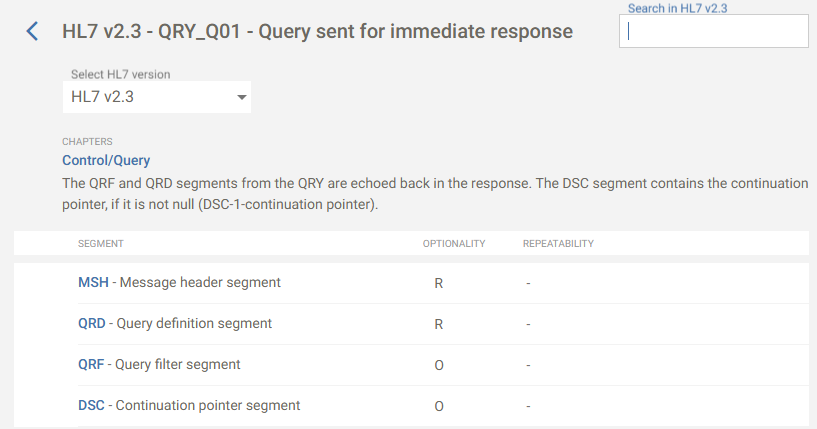 Search in HL7 v2.3
HL7 v2.3 - QRY_Q01 - Query sent for immediate response
Select HL7 version
HL7 v2.3
CHAPTERS
Control/Query
The QRF and QRD segments from the QRY are echoed back in the response. The DSC segment contains the continuation
pointer, if it is not null (DSC-1-continuation pointer).
SEGMENT OPTIONALITY REPEATABILITY
MSH - Message header segment R -
QRD - Query definition segment R -
QRF - Query filter segment O -
DSC - Continuation pointer segment O -